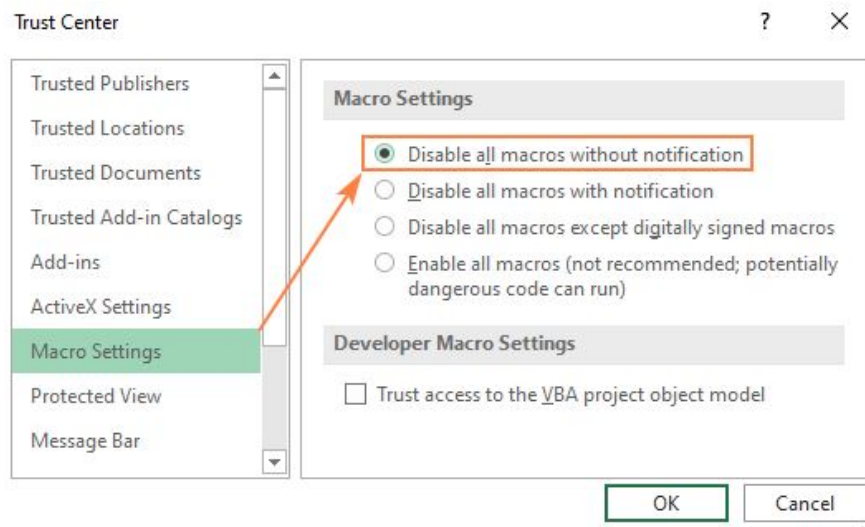 Trust Center
? ×
Trusted Publishers
Trusted Locations
Trusted Documents
Trusted Add-in Catalogs
Add-ins
ActiveX Settings
Macro Settings
Protected View
Message Bar
Macro Settings
Disable all macros without notification
Disable all macros with notification
Disable all macros except digitally signed macros
Enable all macros (not recommended; potentially
dangerous code can run)
Developer Macro Settings
Trust access to the VBA project object model
OK
Cancel